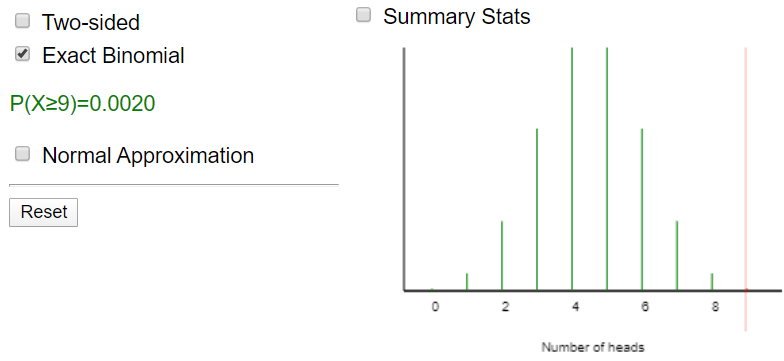 Two-sided
Exact Binomial
P(X≥9)=0.0020
Normal Approximation
Reset
Summary Stats
0 2 4 6 8
Number of heads